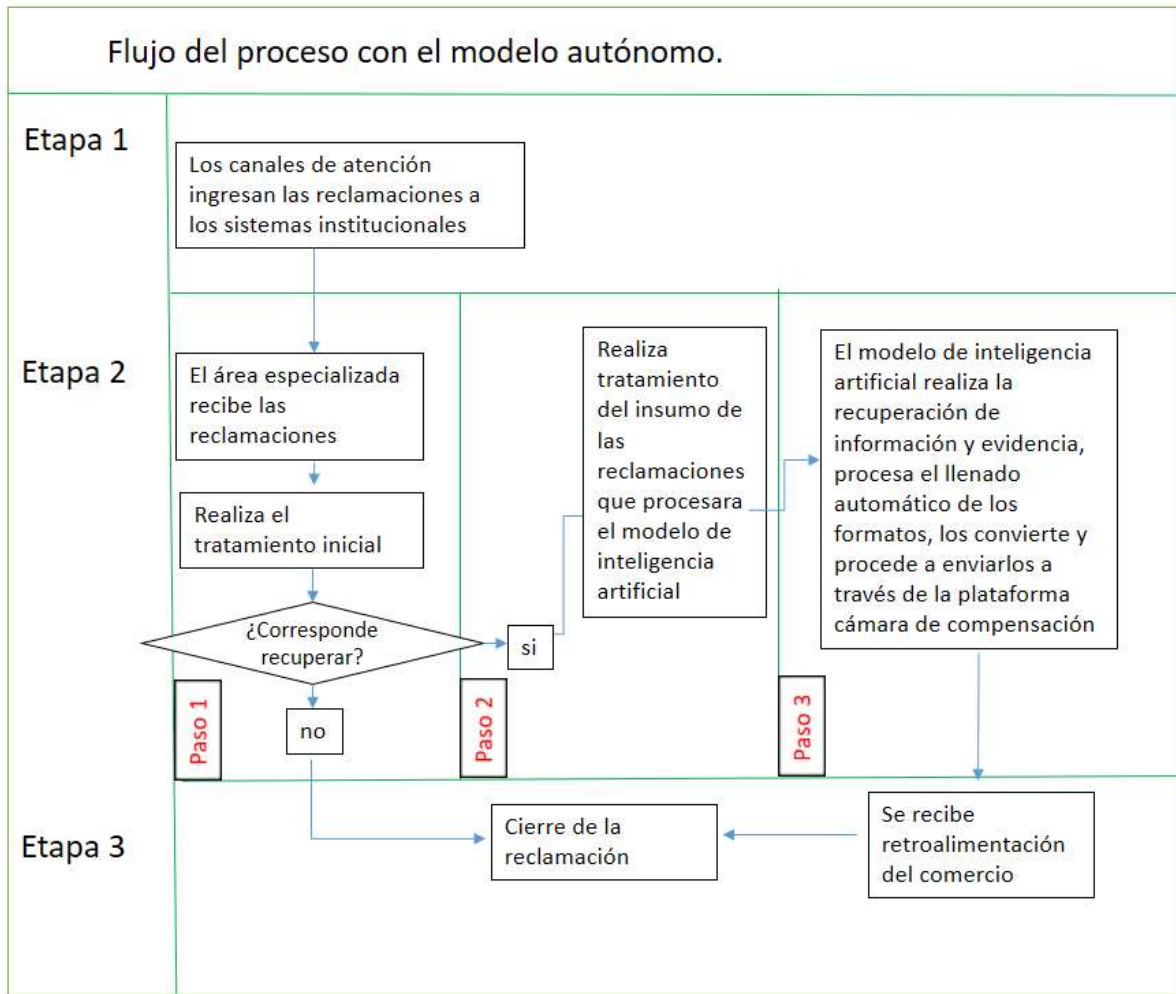 Flujo del proceso con el modelo autónomo.
Etapa 1
Los canales de atención
ingresan las reclamaciones a
los sistemas institucionales
Etapa 2
El área especializada
recibe las
reclamaciones
Realiza el
tratamiento inicial
¿Corresponde
recuperar?
si
no
Paso 1
Realiza
tratamiento
del insumo de
las
reclamaciones
que procesara
el modelo de
inteligencia
artificial
Paso 2
El modelo de inteligencia
artificial realiza la
recuperación de
información y evidencia,
procesa el llenado
automático de los
formatos, los convierte y
procede a enviarlos a
través de la plataforma
cámara de compensación
Paso 3
Etapa 3
Cierre de la
reclamación
Se recibe
retroalimentación
del comercio